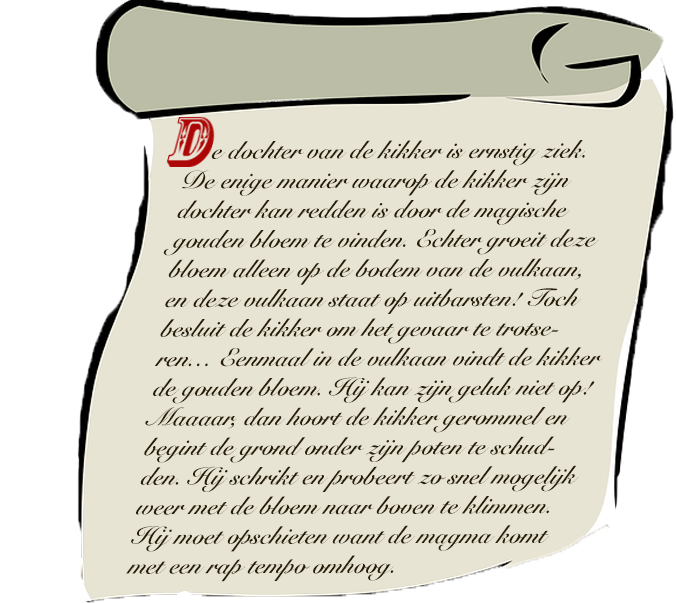 De dochter van de kikker is ernstig ziek.
De enige manier waarop de kikker zijn
dochter kan redden is door de magische
gouden bloem te vinden. Echter groeit deze
bloem alleen op de bodem van de vulkaan,
en deze vulkaan staat op uitbarsten! Toch
besluit de kikker om het gevaar te trotse-
ren... Eenmaal in de vulkaan vindt de kikker
de gouden bloem. Hij kan zijn geluk niet op!
Maaaar, dan hoort de kikker gerommel en
begint de grond onder zijn poten te schud-
den. Hij schrikt en probeert zo snel mogelijk
weer met de bloem naar boven te klimmen.
Hij moet opschieten want de magma komt
met een rap tempo omhoog.